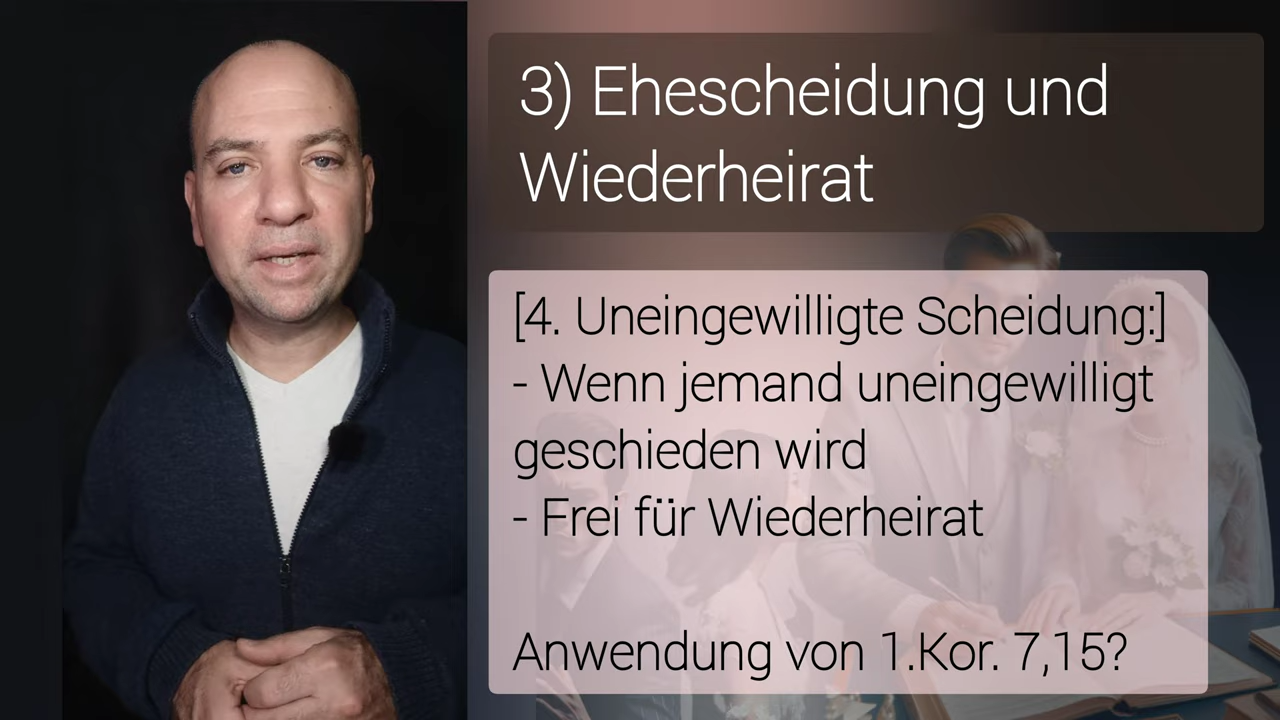 3) Ehescheidung und
Wiederheirat
[4. Uneingewilligte Scheidung:]
- Wenn jemand uneingewilligt
geschieden wird
- Frei für Wiederheirat
Anwendung von 1.Kor. 7,15?